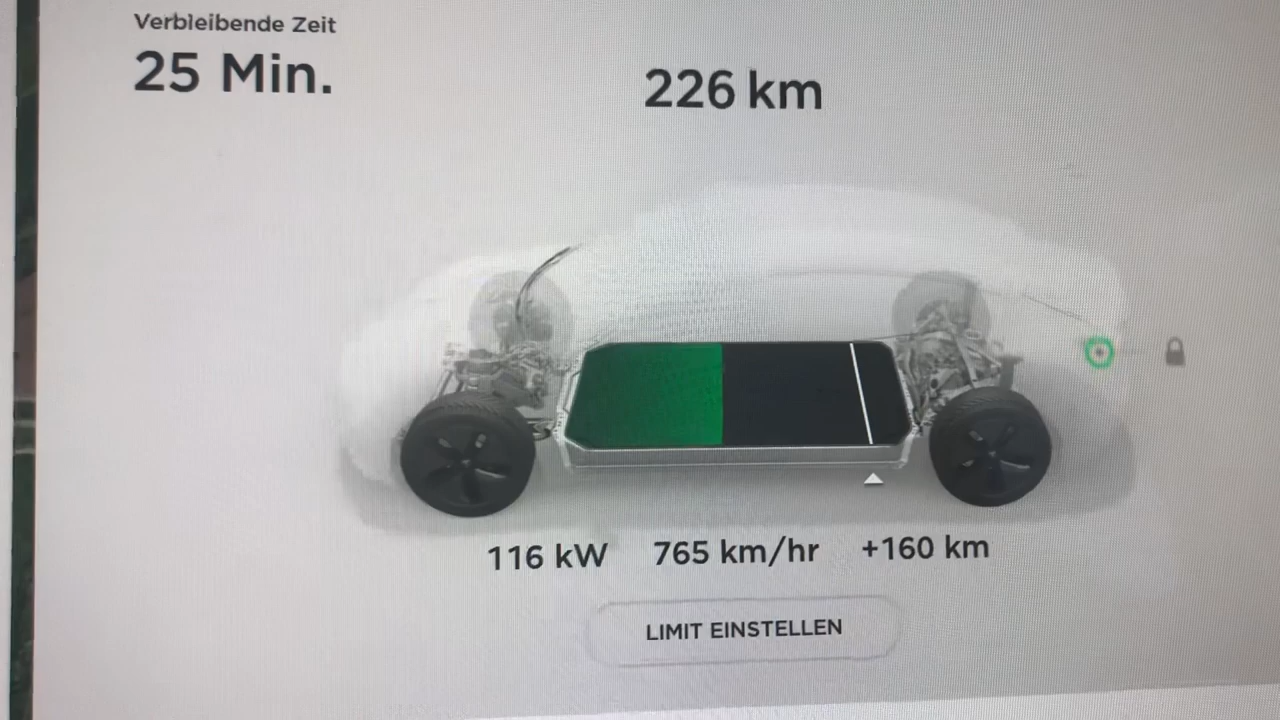 Verbleibende Zeit
25 Min.
226 km
116 kW 765 km/hr +160 km
LIMIT EINSTELLEN